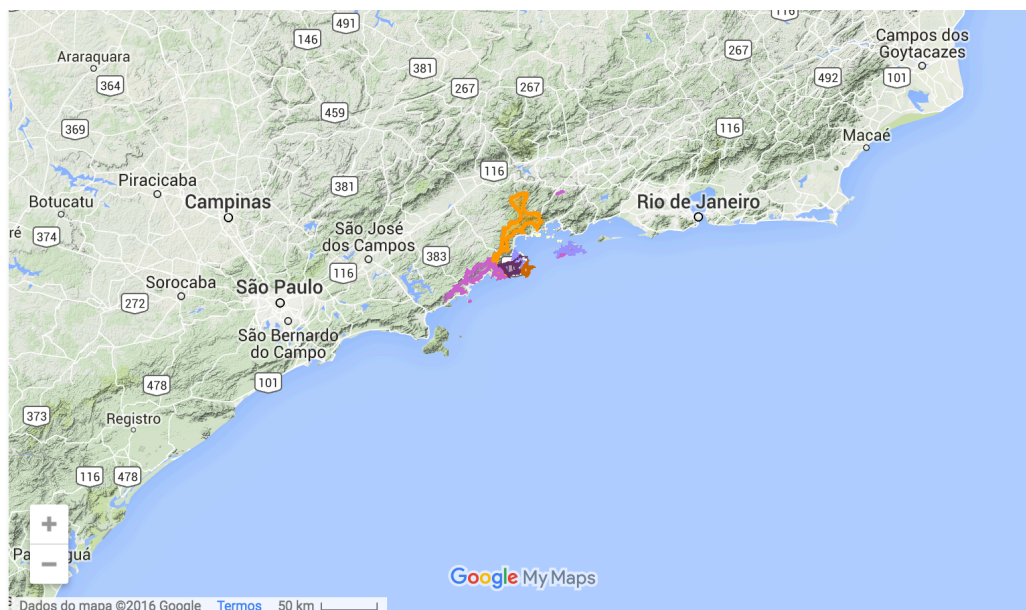 491
116
146
Campos dos
Goytacazes
Araraquara
381
267
101
364
267
267
492
459
369
116
Macaé
116
Piracicaba
381
Botucatu
Campinas
Rio de Janeiro
ré
374
São José
dos Campos
383
116
Sorocaba
São Paulo
272
São Bernardo
do Campo
101
478
373
Registro
116
478
+
−
Google My Maps
Dados do mapa ©2016 Google Termos 50 km